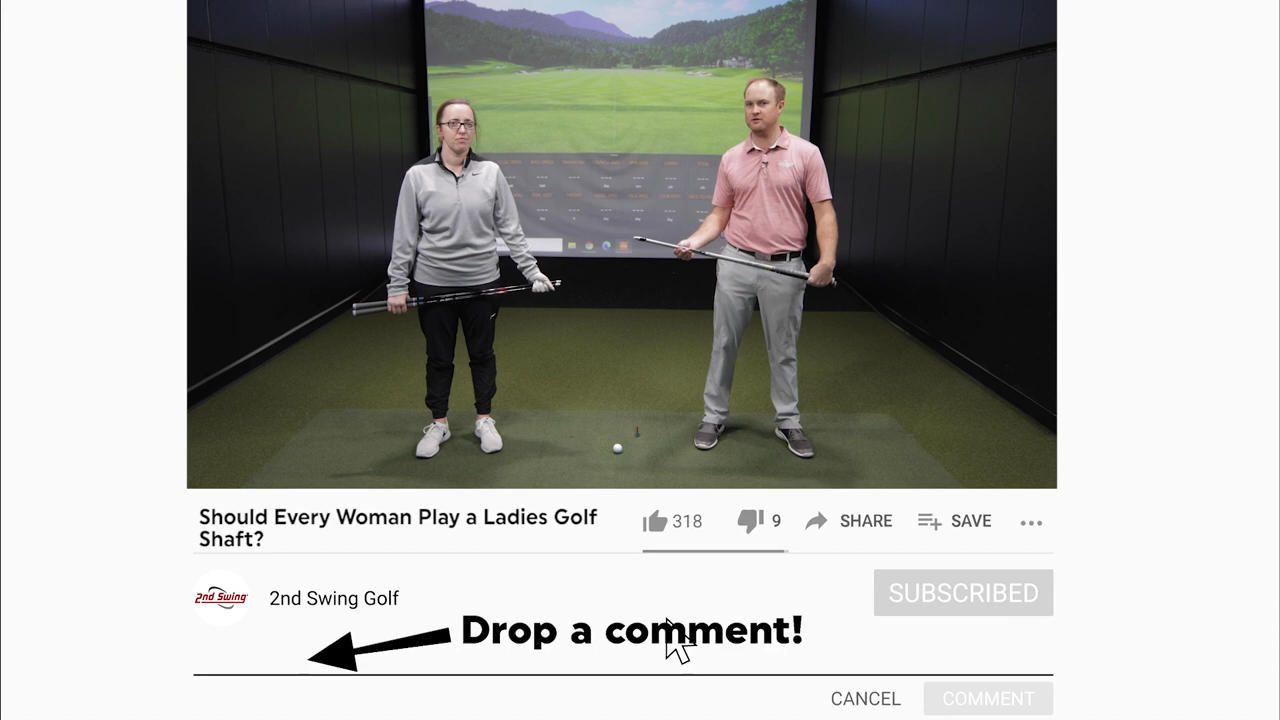 Should Every Woman Play a Ladies Golf
Shaft?
318
9
SHARE
SAVE
2nd Swing
2nd Swing Golf
SUBSCRIBED
Drop a comment!
CANCEL
COMMENT